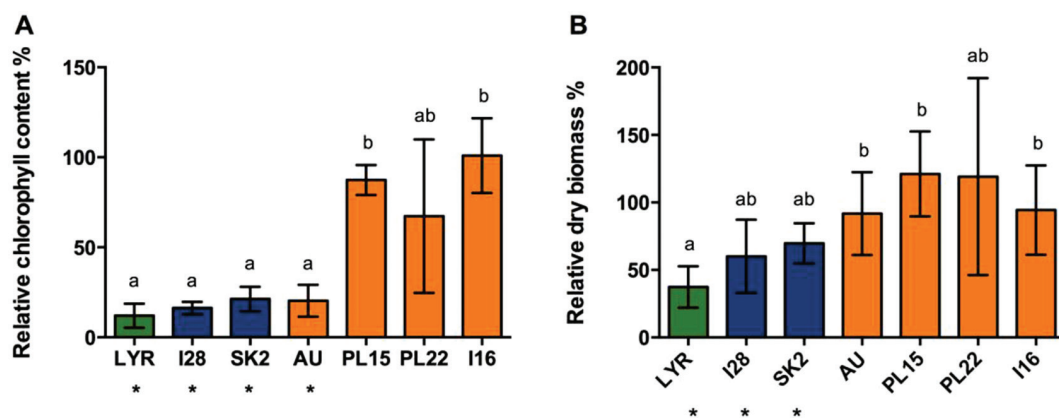 A
Relative chlorophyll content %
150
100
50
0
a
a
a
a
b
ab
b
LYR
I28
SK2
AU
PL15
PL22
I16
*
*
*
*
B
Relative dry biomass %
200
150
100
50
0
a
ab
ab
b
b
ab
b
LYR
I28
SK2
AU
PL15
PL22
I16
*
*
*